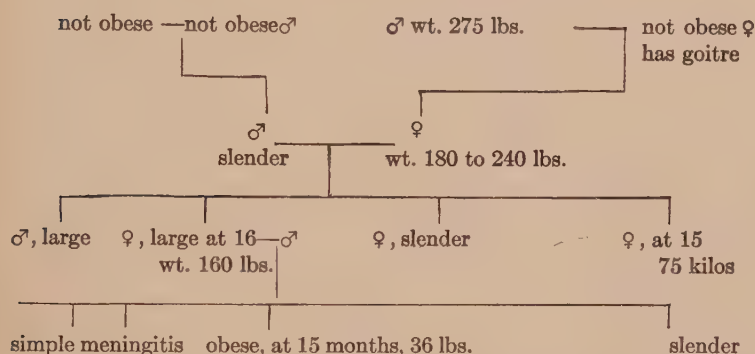 not obese — not obese♂ ♂ wt. 275 lbs. — not obese ♀
has goitre
♂ ♀
slender wt. 180 to 240 lbs.
♂, large ♀, large at 16—♂ ♀, slender ♀, at 15
wt. 160 lbs. 75 kilos
simple meningitis obese, at 15 months, 36 lbs. slender